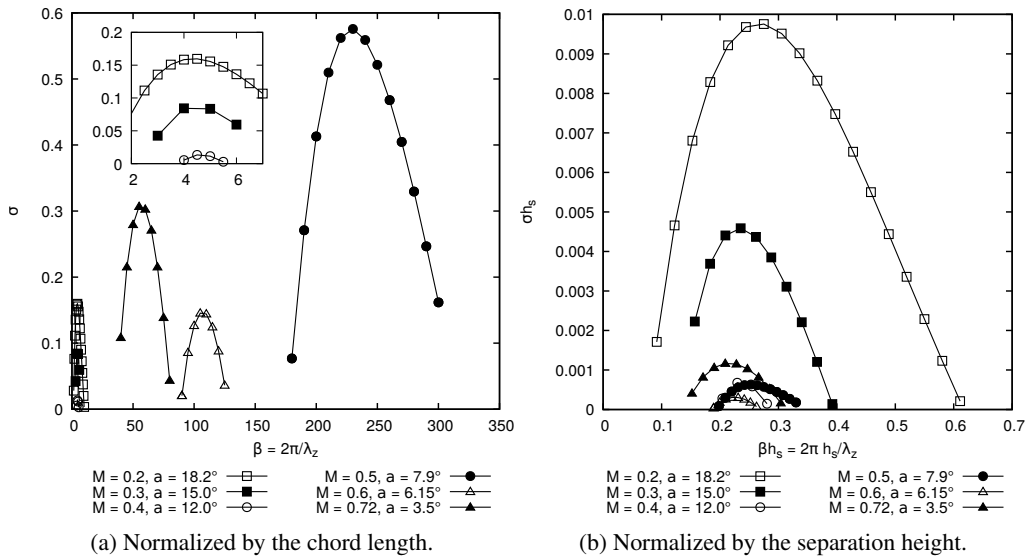 0
0.1
0.2
0.3
0.4
0.5
0.6
0
50
100
150
200
250
300
350
σ
β = 2π/λz
0
0.05
0.1
0.15
0.2
2
4
6
M = 0.2, a = 18.2°
M = 0.3, a = 15.0°
M = 0.4, a = 12.0°
M = 0.5, a = 7.9°
M = 0.6, a = 6.15°
M = 0.72, a = 3.5°
(a) Normalized by the chord length.
0
0.001
0.002
0.003
0.004
0.005
0.006
0.007
0.008
0.009
0.01
0
0.1
0.2
0.3
0.4
0.5
0.6
0.7
σhs
βhs = 2π hs/λz
M = 0.2, a = 18.2°
M = 0.3, a = 15.0°
M = 0.4, a = 12.0°
M = 0.5, a = 7.9°
M = 0.6, a = 6.15°
M = 0.72, a = 3.5°
(b) Normalized by the separation height.